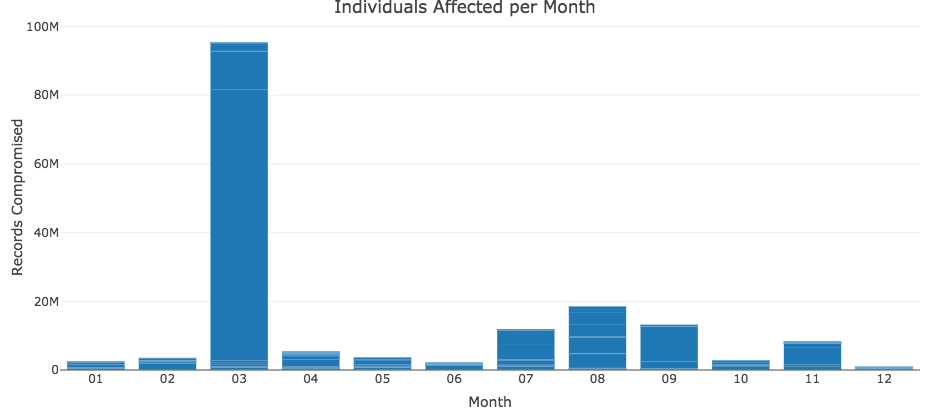 Individuals Affected per Month
100M
80M
60M
40M
20M
0
Records Compromised
01 02 03 04 05 06 07 08 09 10 11 12
Month